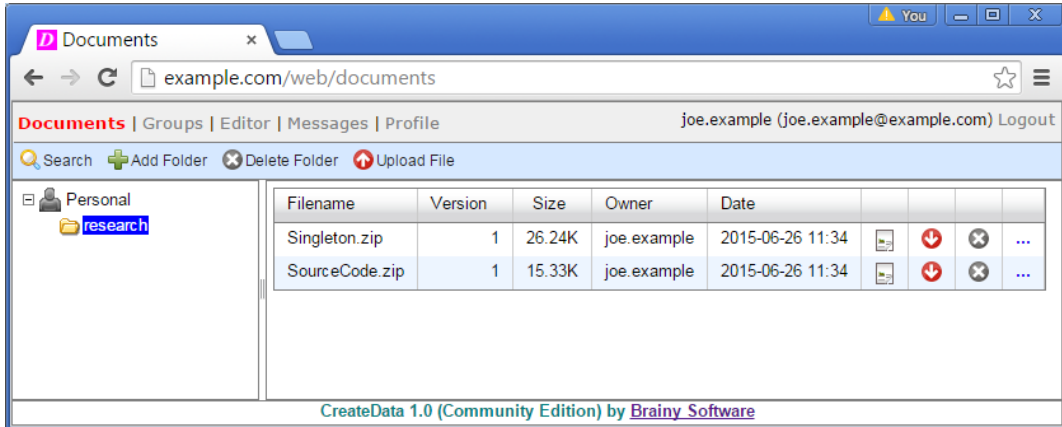 You
D Documents ×
example.com/web/documents
Documents | Groups | Editor | Messages | Profile joe.example (joe.example@example.com) Logout
Search Add Folder Delete Folder Upload File
Personal
research
Filename Version Size Owner Date
Singleton.zip 1 26.24K joe.example 2015-06-26 11:34 ...
SourceCode.zip 1 15.33K joe.example 2015-06-26 11:34 ...
CreateData 1.0 (Community Edition) by Brainy Software